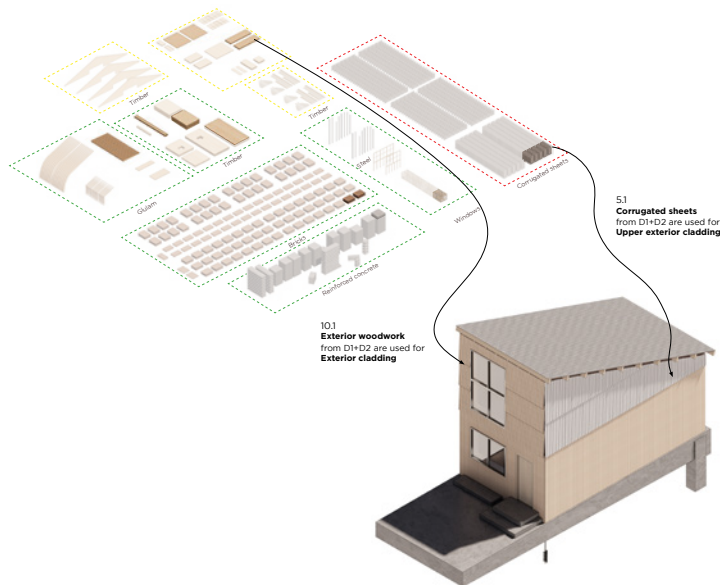 Timber
Timber
Timber
Glulam
Steel
Corrugated sheets
Windows
Bricks
Reinforced concrete
5.1
Corrugated sheets
from D1+D2 are used for
Upper exterior cladding
10.1
Exterior woodwork
from D1+D2 are used for
Exterior cladding